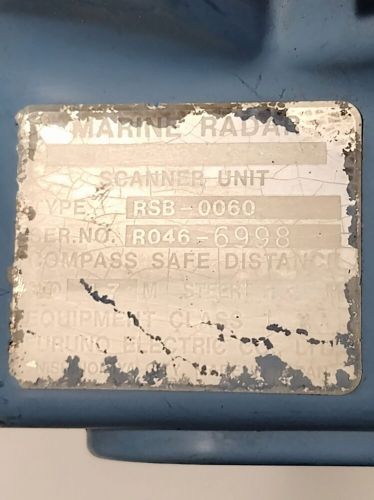 MARINE RADAR
SCANNER UNIT
TYPE RSB-0060
SER.NO. R046-6998
COMPASS SAFE DISTANCE
M STEER
EQUIPMENT CLASS
FURUNO ELECTRIC CO. LTD